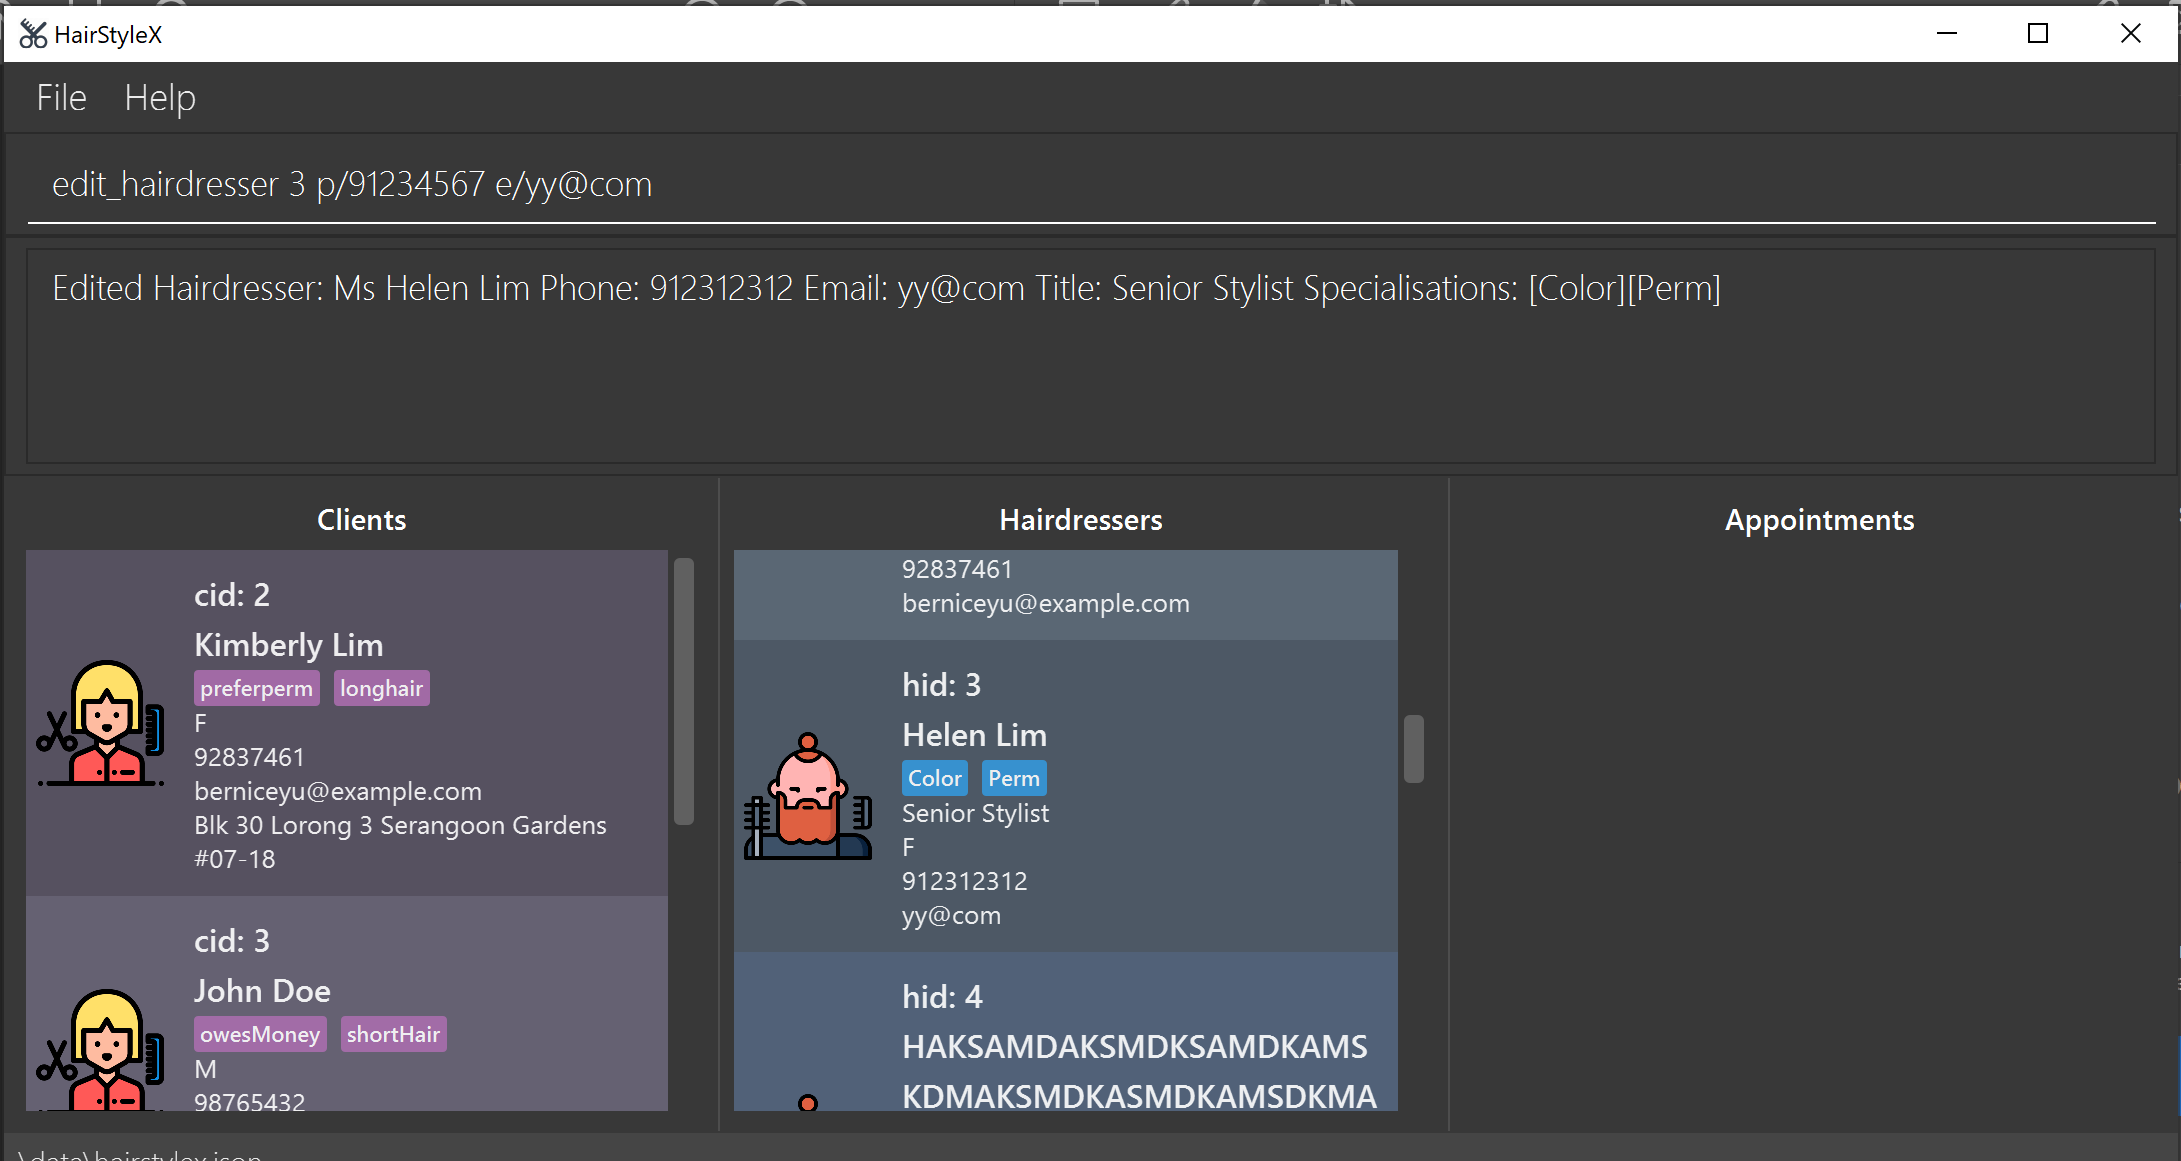 HairStyleX
File Help
edit_hairdresser 3 p/91234567 e/yy@com
Edited Hairdresser: Ms Helen Lim Phone: 912312312 Email: yy@com Title: Senior Stylist Specialisations: [Color][Perm]
Clients
cid: 2
Kimberly Lim
preferperm longhair
F
92837461
berniceyu@example.com
Blk 30 Lorong 3 Serangoon Gardens
#07-18
cid: 3
John Doe
owesMoney shortHair
M
98765432
Hairdressers
92837461
berniceyu@example.com
hid: 3
Helen Lim
Color Perm
Senior Stylist
F
912312312
yy@com
hid: 4
HAKSAMDAKSMDKSAMDKAMS
KDMAKSMDKASMDKAMSDKMA
Appointments
.\data\hairstylex.json